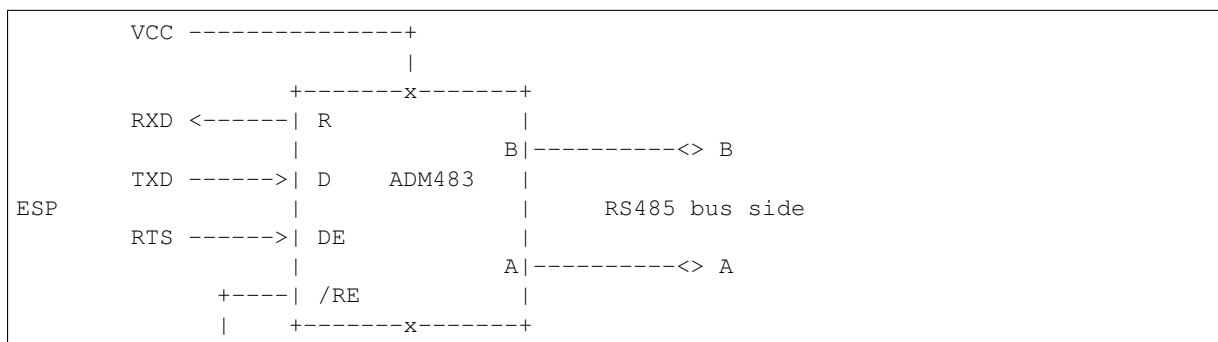 VCC ---------------+
|
+-------x-------+
RXD <------| R |
| B|----------<> B
TXD ------>| D ADM483 |
ESP | | RS485 bus side
RTS ------>| DE |
| A|----------<> A
+----| /RE |
| +-------x-------+